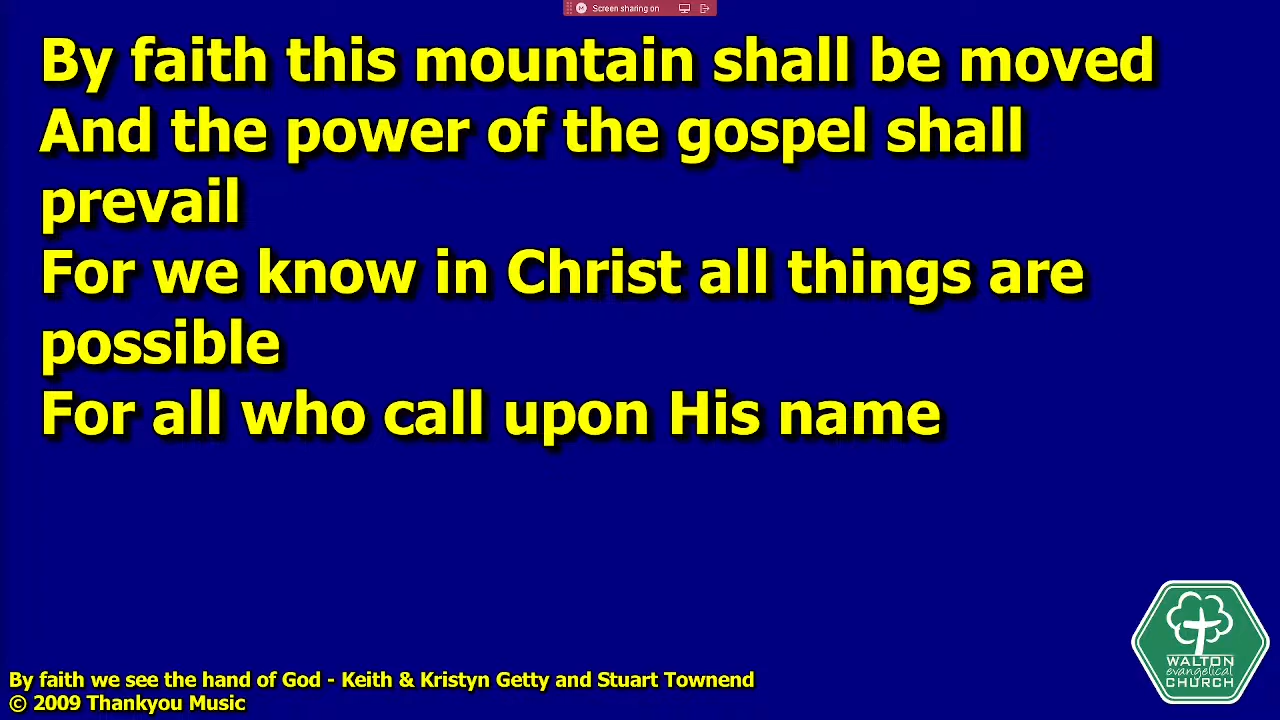 Screen sharing on
By faith this mountain shall be moved
And the power of the gospel shall
prevail
For we know in Christ all things are
possible
For all who call upon His name
WALTON
evangelical
CHURCH
By faith we see the hand of God - Keith & Kristyn Getty and Stuart Townend
© 2009 Thankyou Music